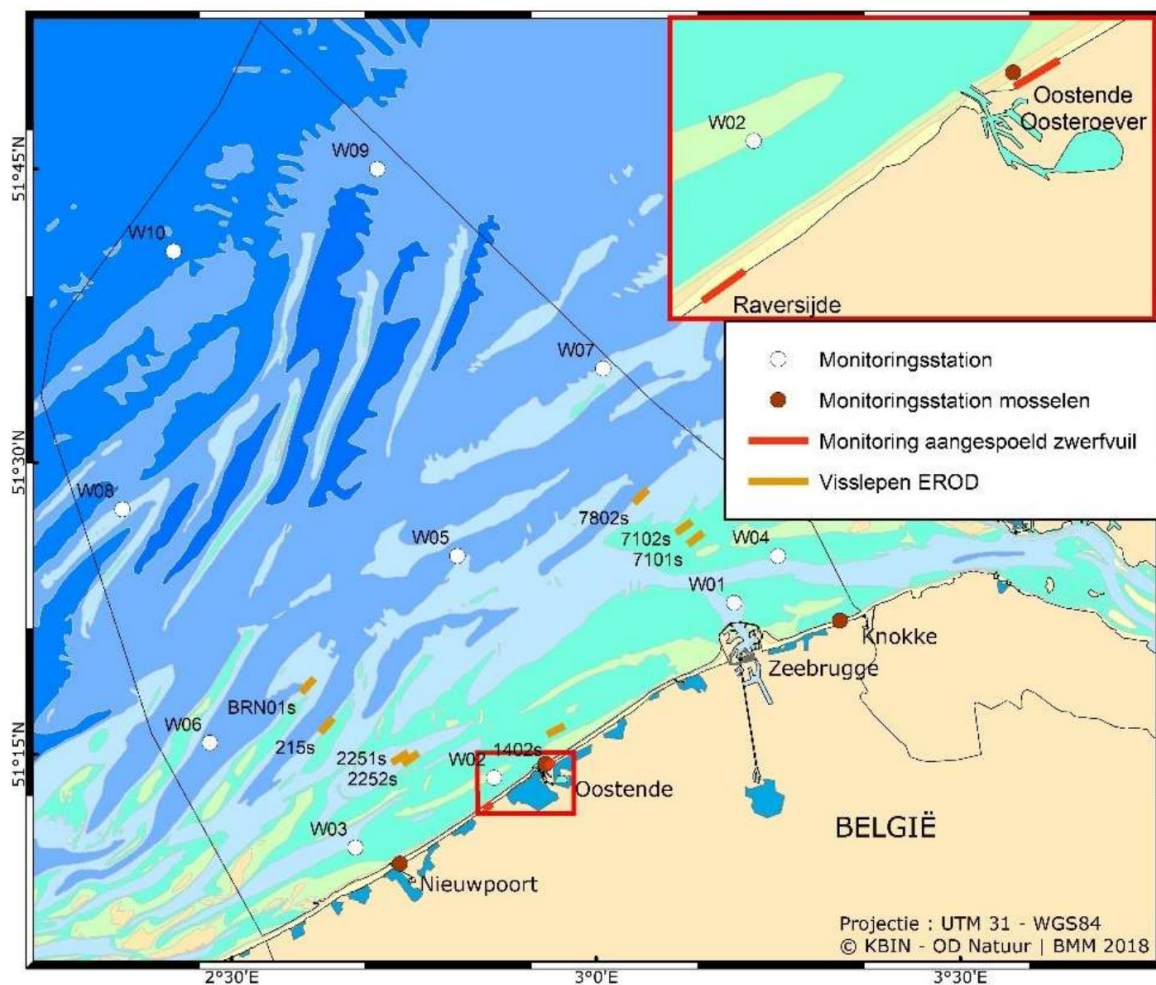 W02
Oostende
Oosteroever
Raversijde
Monitoringsstation
Monitoringsstation mosselen
Monitoring aangespoeld zwerfvuil
Visslepen EROD
51°45'N
51°30'N
51°15'N
W09
W10
W07
W08
W05
7802s
7102s
7101s
W04
W01
Knokke
Zeebrugge
BRN01s
W06
215s
2251s
2252s
W02
1402s
Oostende
W03
Nieuwpoort
BELGIË
Projectie : UTM 31 - WGS84
© KBIN - OD Natuur | BMM 2018
2°30'E
3°0'E
3°30'E